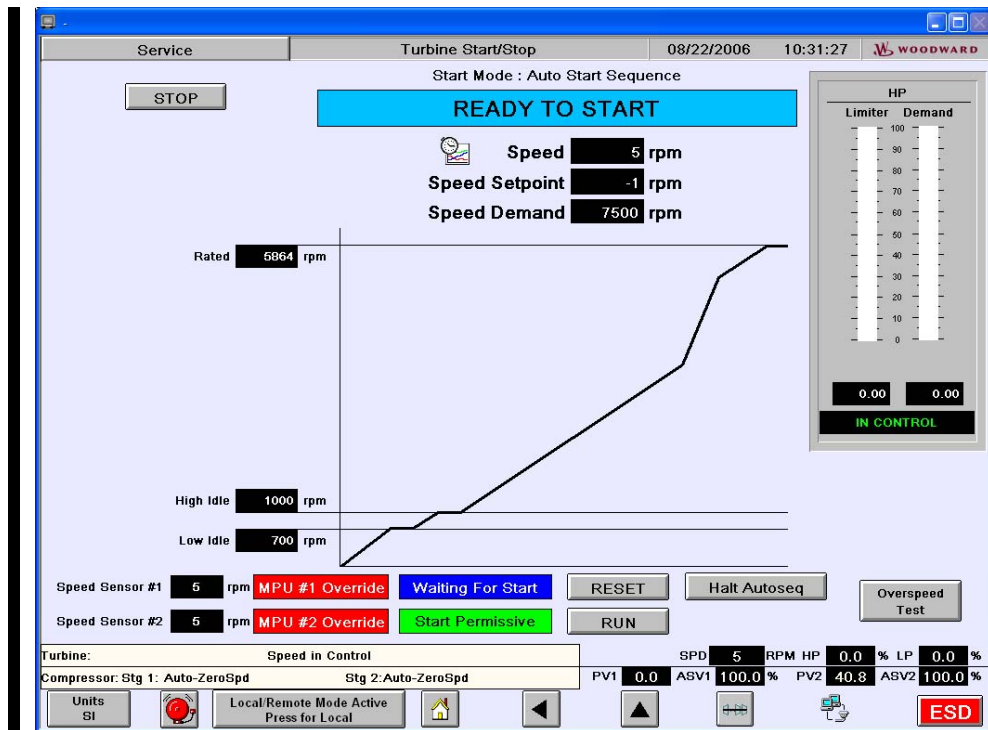 Service Turbine Start/Stop 08/22/2006 10:31:27 WOODWARD
Start Mode : Auto Start Sequence
STOP
READY TO START
Speed 5 rpm
Speed Setpoint -1 rpm
Speed Demand 7500 rpm
HP
Limiter Demand
100
90
80
70
60
50
40
30
20
10
0
0.00 0.00
IN CONTROL
Rated 5864 rpm
High Idle 1000 rpm
Low Idle 700 rpm
Speed Sensor #1 5 rpm MPU #1 Override Waiting For Start RESET Halt Autoseq
Speed Sensor #2 5 rpm MPU #2 Override Start Permissive RUN
Overspeed
Test
Turbine: Speed in Control SPD 5 RPM HP 0.0 % LP 0.0 %
Compressor: Stg 1: Auto-ZeroSpd Stg 2:Auto-ZeroSpd PV1 0.0 ASV1 100.0 % PV2 40.8 ASV2 100.0 %
Units
SI
Local/Remote Mode Active
Press for Local
ESD